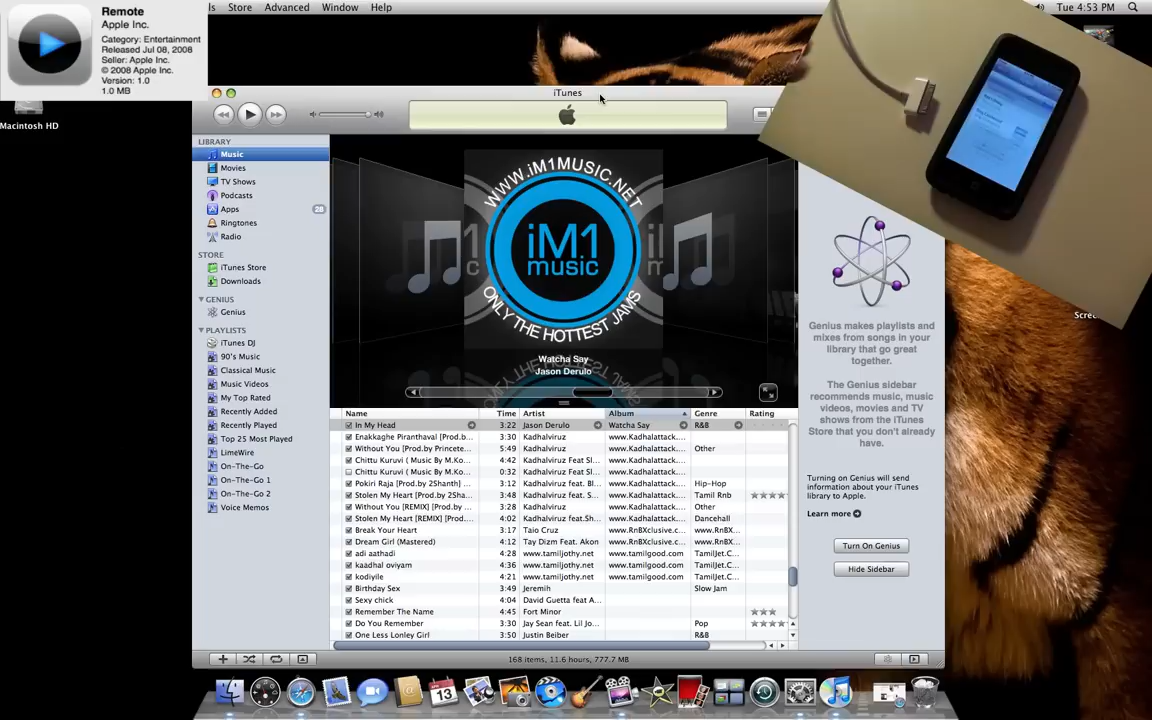 Remote
Apple Inc.
Category: Entertainment
Released Jul 08, 2008
Seller: Apple Inc.
© 2008 Apple Inc.
Version: 1.0
1.0 MB
ls Store Advanced Window Help
Tue 4:53 PM
Macintosh HD
iTunes
LIBRARY
Music
Movies
TV Shows
Podcasts
Apps 28
Ringtones
Radio
STORE
iTunes Store
Downloads
GENIUS
Genius
PLAYLISTS
iTunes DJ
90's Music
Classical Music
Music Videos
My Top Rated
Recently Added
Recently Played
Top 25 Most Played
LimeWire
On-The-Go
On-The-Go 1
On-The-Go 2
Voice Memos
WWW.iM1MUSIC.NET
iM1
music
ONLY THE HOTTEST JAMS
Watcha Say
Jason Derulo
Name Time Artist Album Genre Rating
In My Head 3:22 Jason Derulo Watcha Say R&B
Enakkaghe Piranthaval [Prod.b... 3:30 Kadhalviruz www.Kadhalattack....
Without You [Prod.by Princete... 5:49 Kadhalviruz www.Kadhalattack.... Other
Chittu Kuruvi ( Music By M.Ko... 4:42 Kadhalviruz Feat Sl... www.Kadhalattack....
Chittu Kuruvi ( Music By M.Ko... 0:32 Kadhalviruz Feat Sl... www.Kadhalattack....
Pokiri Raja [Prod.by 2Shanth] 3:12 Kadhalviruz feat. Bl... www.Kadhalattack.... Hip-Hop
Stolen My Heart [Prod.by 2Sha... 3:48 Kadhalviruz feat. S... www.Kadhalattack.... Tamil Rnb ★★★★
Without You [REMIX] [Prod.... 3:28 Kadhalviruz www.Kadhalattack.... Other
Stolen My Heart [REMIX] [Prod.... 4:02 Kadhalviruz feat.Sh... www.Kadhalattack.... Dancehall
Break Your Heart 3:17 Taio Cruz www.RnBXclusive.c... www.RnBX...
Dream Girl (Mastered) 4:12 Tay Dizm Feat. Akon www.RnBXclusive.c... www.RnBX...
adi aathadi 4:28 www.tamiljothy.net www.tamilgood.com TamilJet.C...
kaadhal oviyam 4:36 www.tamiljothy.net www.tamilgood.com TamilJet.C...
kodiyile 4:21 www.tamiljothy.net www.tamilgood.com TamilJet.C...
Birthday Sex 3:49 Jeremih Slow Jam
Sexy chick 4:04 David Guetta feat A...
Remember The Name 4:45 Fort Minor ★★★
Do You Remember 3:30 Jay Sean feat. Lil Jo... Pop ★★★★
One Less Lonley Girl 3:50 Justin Beiber R&B
168 items, 11.6 hours, 777.7 MB
Genius makes playlists and
mixes from songs in your
library that go great
together.
The Genius sidebar
recommends music, music
videos, movies and TV
shows from the iTunes
Store that you don't already
have.
Turning on Genius will send
information about your iTunes
library to Apple.
Learn more
Turn On Genius
Hide Sidebar
Scree
JUL
13